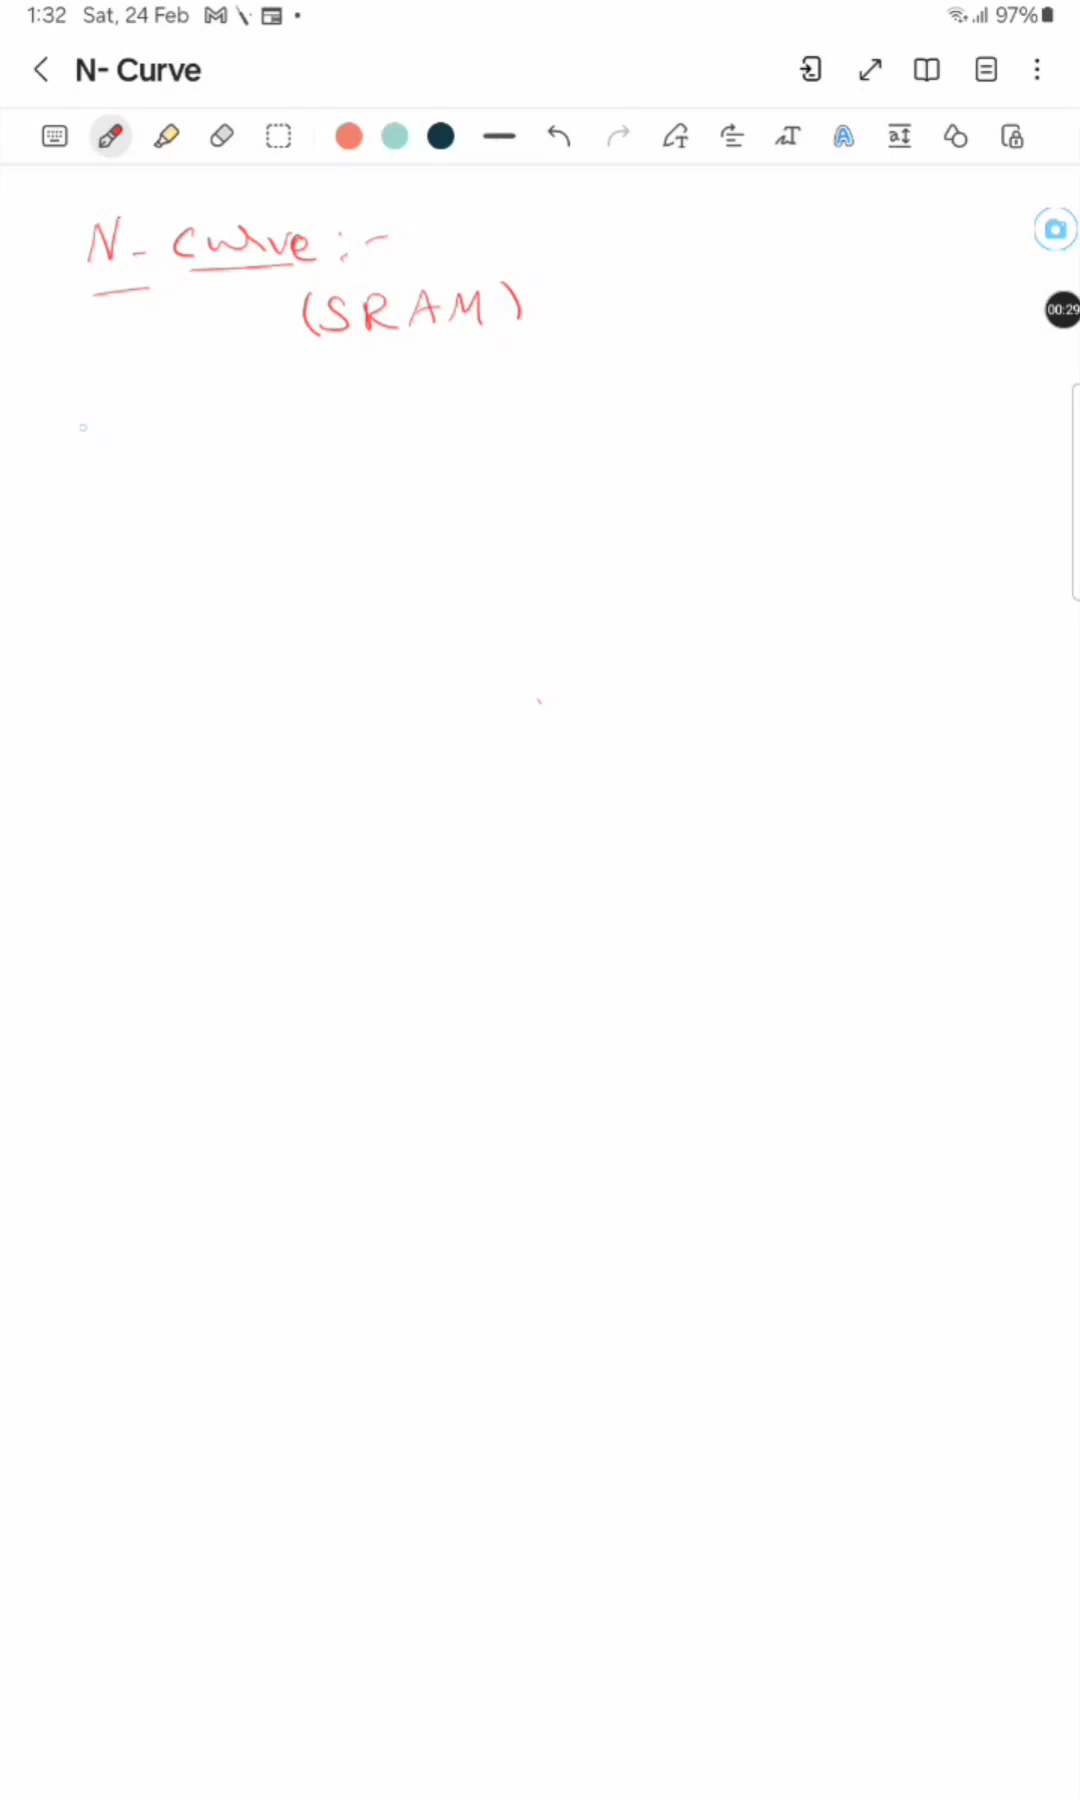 1:32 Sat, 24 Feb 97%
N- Curve
N- Curve :-
(SRAM)
00:29